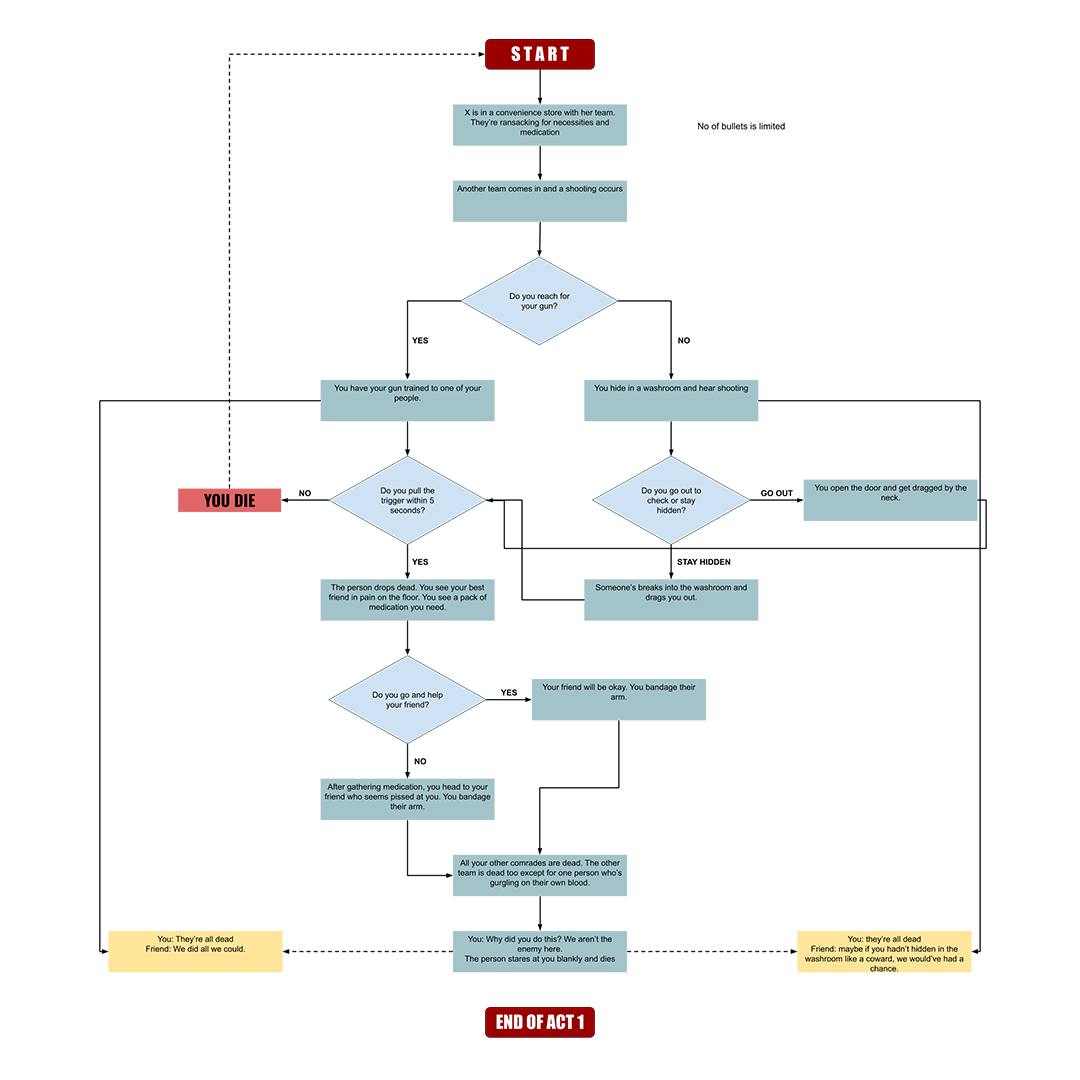 START
X is in a convenience store with her team.
They're ransacking for necessities and
medication
No of bullets is limited
Another team comes in and a shooting occurs
Do you reach for
your gun?
YES
NO
You have your gun trained to one of your
people.
You hide in a washroom and hear shooting
YOU DIE
NO
Do you pull the
trigger within 5
seconds?
Do you go out to
check or stay
hidden?
GO OUT
You open the door and get dragged by the
neck.
YES
STAY HIDDEN
The person drops dead. You see your best
friend in pain on the floor. You see a pack of
medication you need.
Someone's breaks into the washroom and
drags you out.
Do you go and help
your friend?
YES
Your friend will be okay. You bandage their
arm.
NO
After gathering medication, you head to your
friend who seems pissed at you. You bandage
their arm.
All your other comrades are dead. The other
team is dead too except for one person who's
gurgling on their own blood.
You: They're all dead
Friend: We did all we could.
You: Why did you do this? We aren't the
enemy here.
The person stares at you blankly and dies
You: they're all dead
Friend: maybe if you hadn't hidden in the
washroom like a coward, we would've had a
chance.
END OF ACT 1